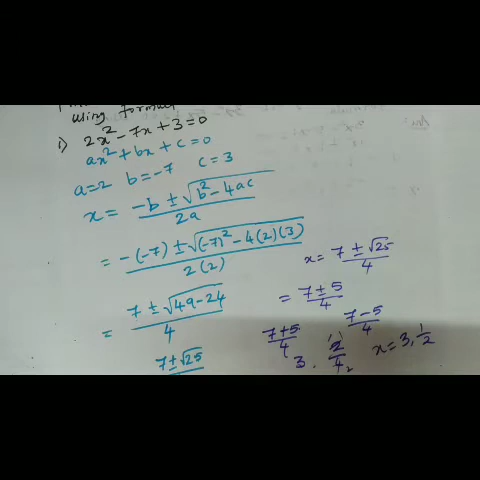 using formula
i) 2x² - 7x + 3 = 0
ax² + bx + c = 0
a = 2 b = -7 c = 3
x = (-b ± √(b² - 4ac)) / 2a
= (-(-7) ± √((-7)² - 4(2)(3))) / 2(2)
= (7 ± √(49 - 24)) / 4
7 ± √25
x = (7 ± √25) / 4
= (7 ± 5) / 4
(7+5)/4 (7-5)/4
3. 2/4 1 2
x = 3, 1/2